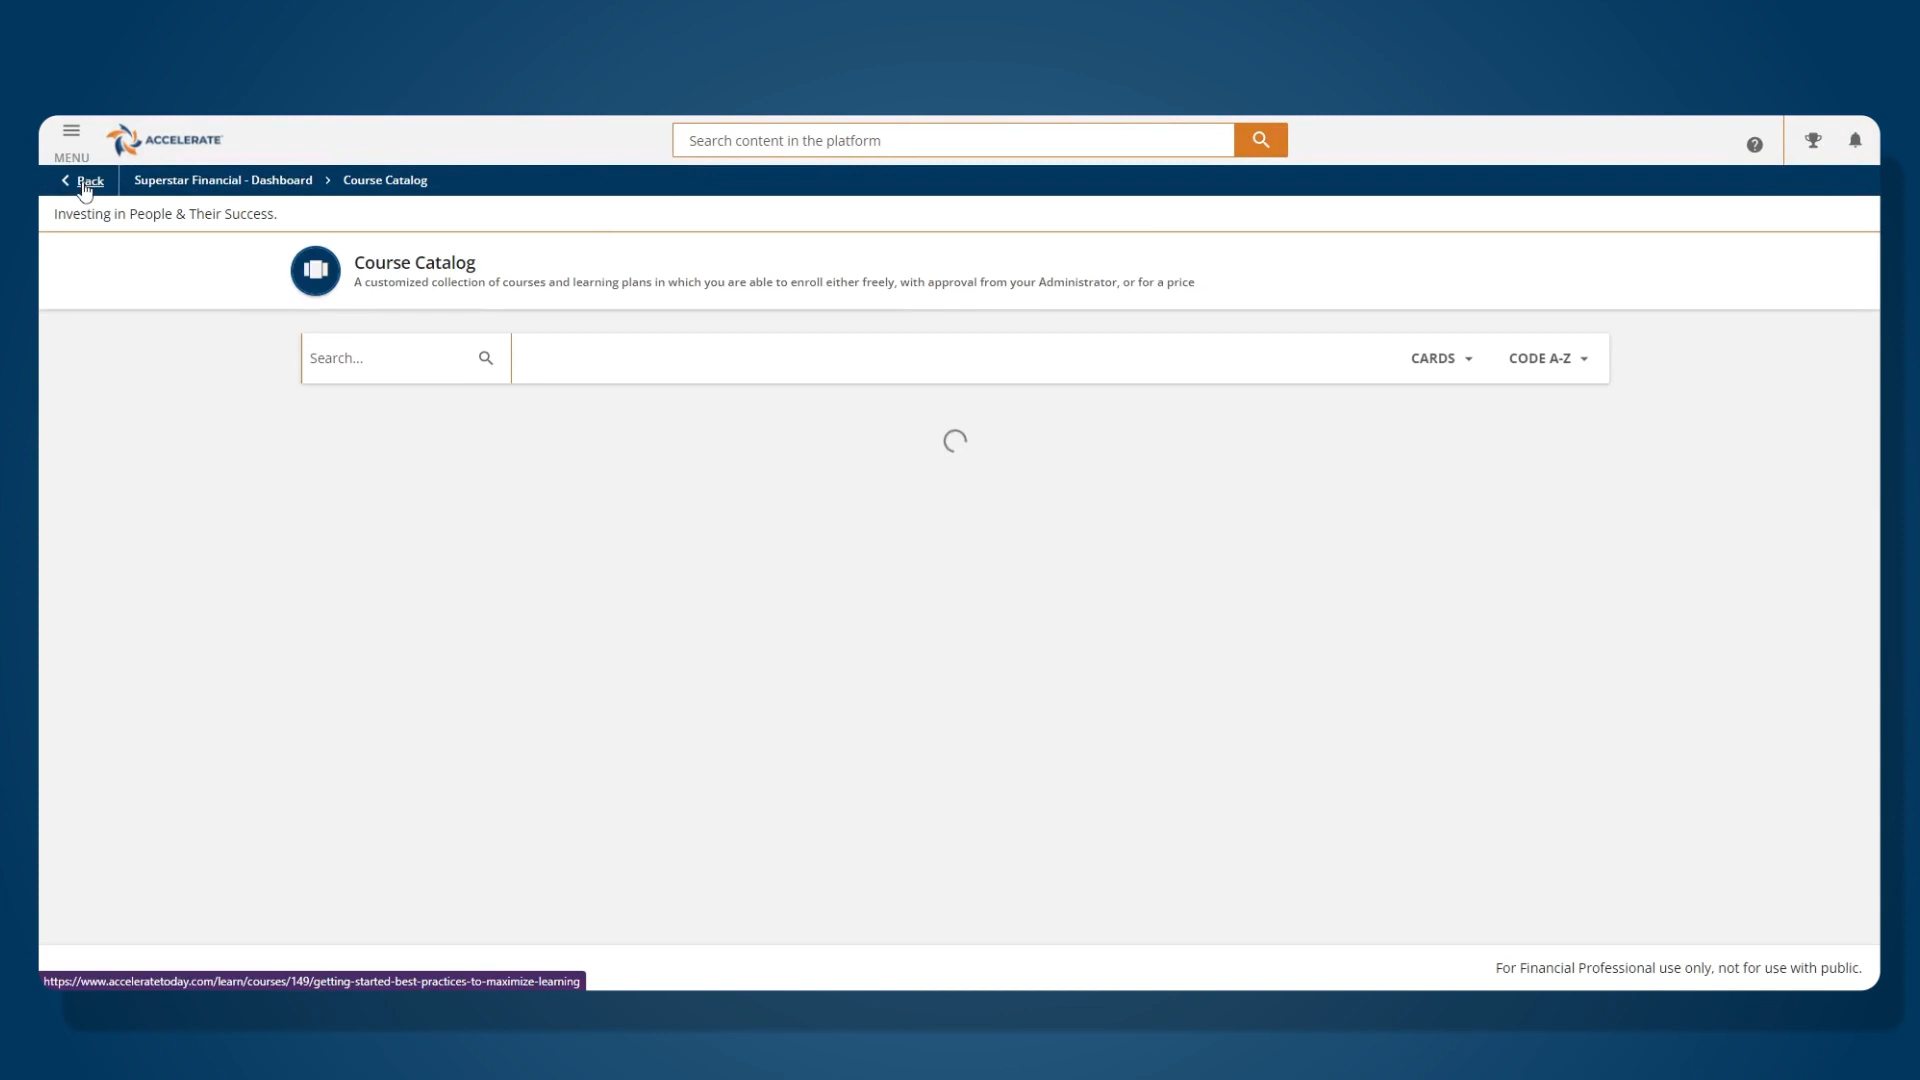 MENU
ACCELERATE
Search content in the platform
Back
Superstar Financial - Dashboard > Course Catalog
Investing in People & Their Success.
Course Catalog
A customized collection of courses and learning plans in which you are able to enroll either freely, with approval from your Administrator, or for a price
Search...
CARDS
CODE A-Z
For Financial Professional use only, not for use with public.
https://www.acceleratetoday.com/learn/courses/149/getting-started-best-practices-to-maximize-learning